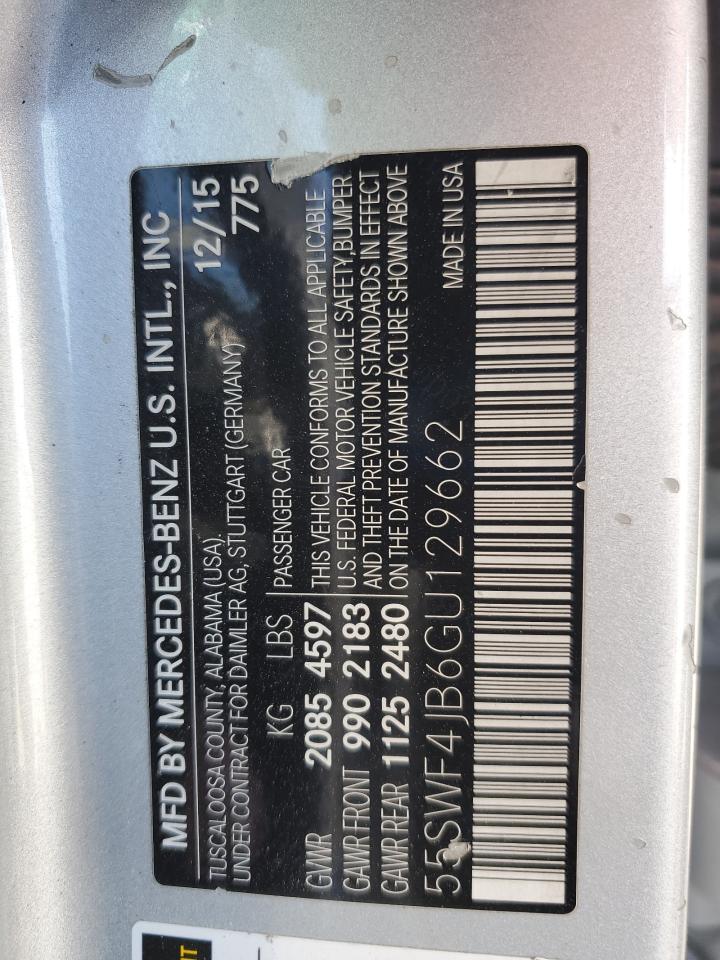 MFD BY MERCEDES-BENZ U.S. INTL., INC
TUSCALOOSA COUNTY, ALABAMA (USA). 12/15
UNDER CONTRACT FOR DAIMLER AG, STUTTGART (GERMANY) 775
KG LBS PASSENGER CAR
GVWR 2085 4597 THIS VEHICLE CONFORMS TO ALL APPLICABLE
GAWR FRONT 990 2183 U.S. FEDERAL MOTOR VEHICLE SAFETY,BUMPER
GAWR REAR 1125 2480 AND THEFT PREVENTION STANDARDS IN EFFECT
ON THE DATE OF MANUFACTURE SHOWN ABOVE
55SWF4JB6GU129662 MADE IN USA